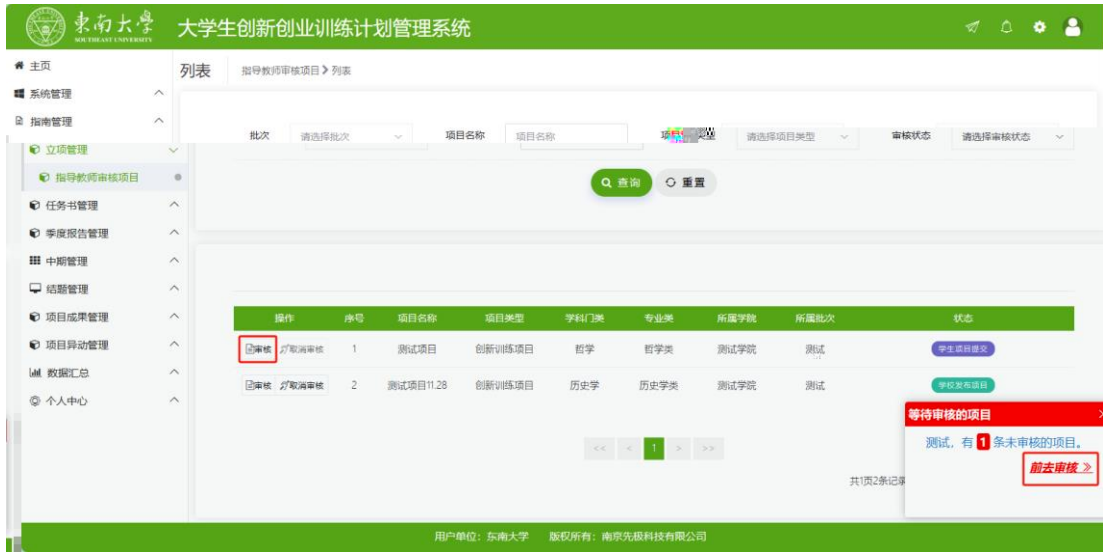 東南大學 大学生创新创业训练计划管理系统
SOUTHEAST UNIVERSITY
主页
列表 指导教师审核项目 > 列表
系统管理
指南管理
批次 请选择批次 项目名称 项目名称 项目类型 请选择项目类型 审核状态 请选择审核状态
立项管理
指导教师审核项目
查询 重置
任务书管理
季度报告管理
中期管理
结题管理
项目成果管理
操作 序号 项目名称 项目类型 学科门类 专业类 所属学院 所属批次 状态
项目异动管理
审核 取消审核 1 测试项目 创新训练项目 哲学 哲学类 测试学院 测试 学生项目提交
数据汇总
审核 取消审核 2 测试项目11.28 创新训练项目 历史学 历史学类 测试学院 测试 学校发布项目
个人中心
等待审核的项目
测试，有 1 条未审核的项目。
<< < 1 > >>
前去审核 》
共1页2条记录
用户单位：东南大学 版权所有：南京先极科技有限公司